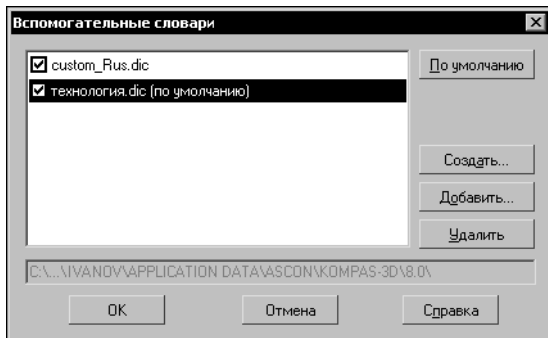 Вспомогательные словари
custom_Rus.dic
технология.dic (по умолчанию)
По умолчанию
Создать...
Добавить...
Удалить
C:\...\IVANOV\APPLICATION DATA\ASCON\KOMPAS-3D\8.0\
OK
Отмена
Справка